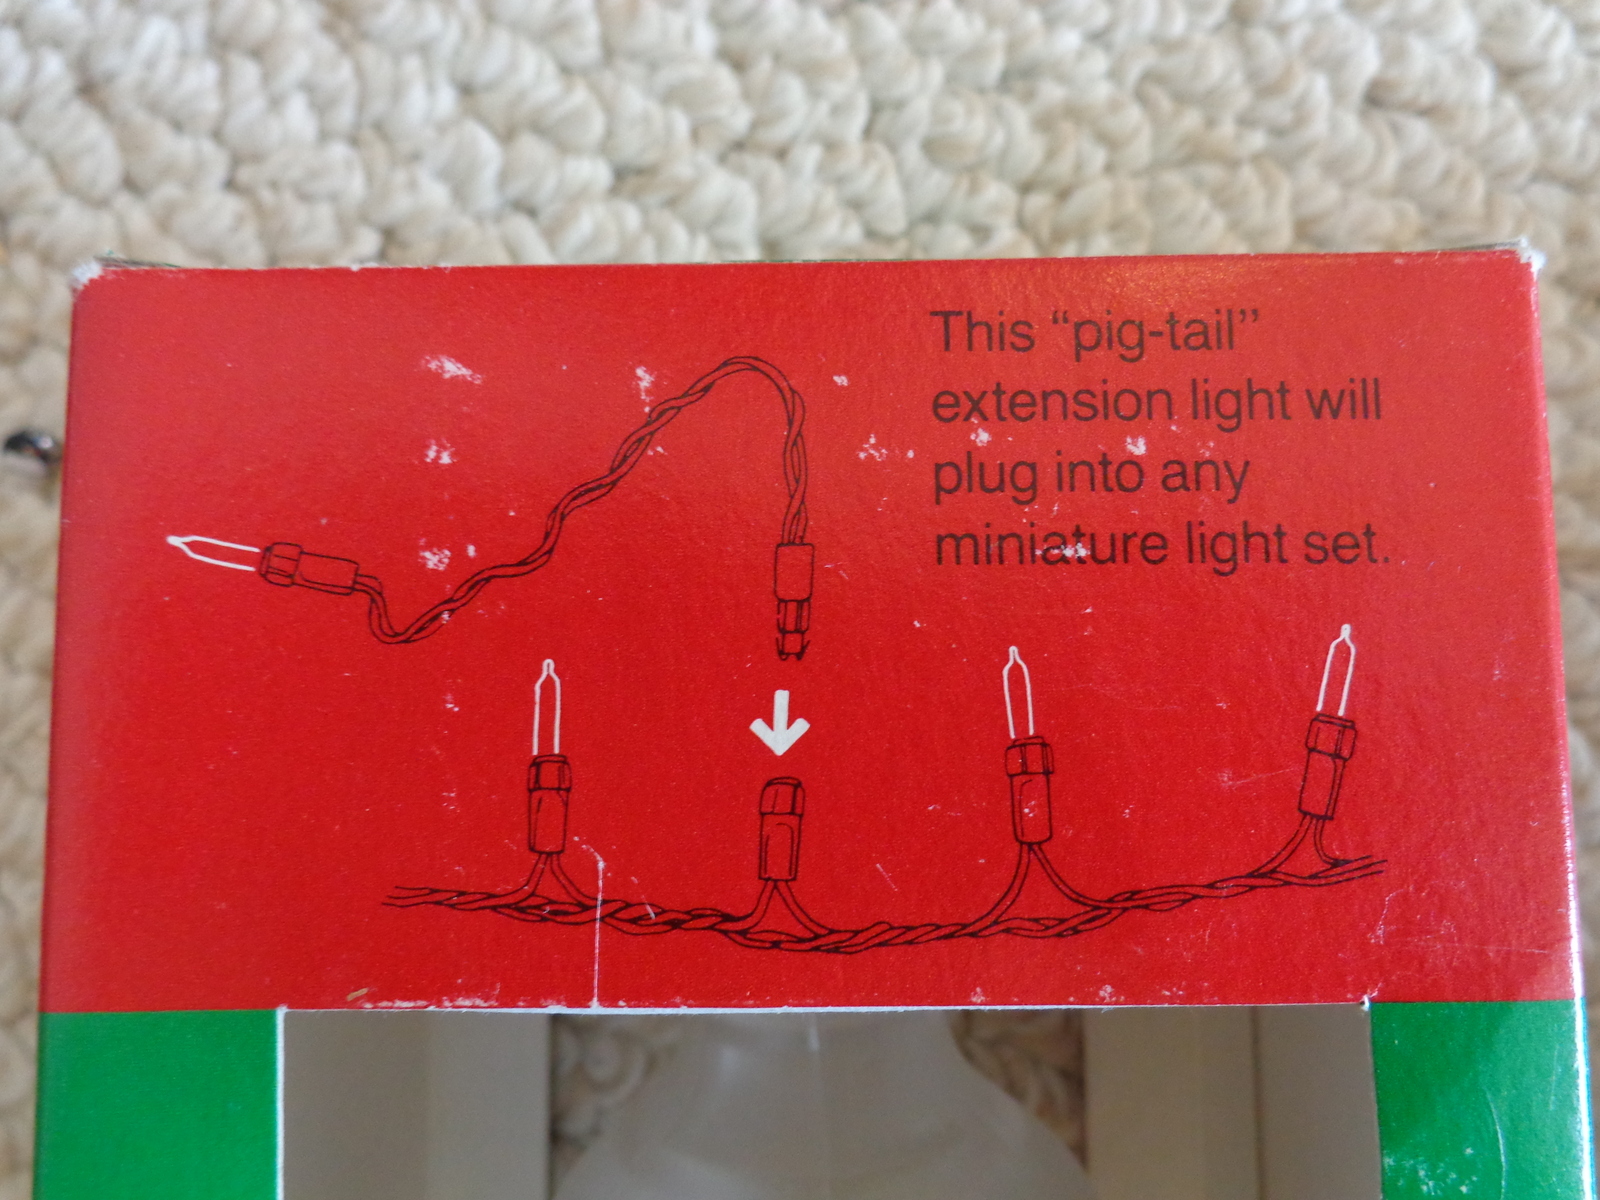 This “pig-tail”
extension light will
plug into any
miniature light set.